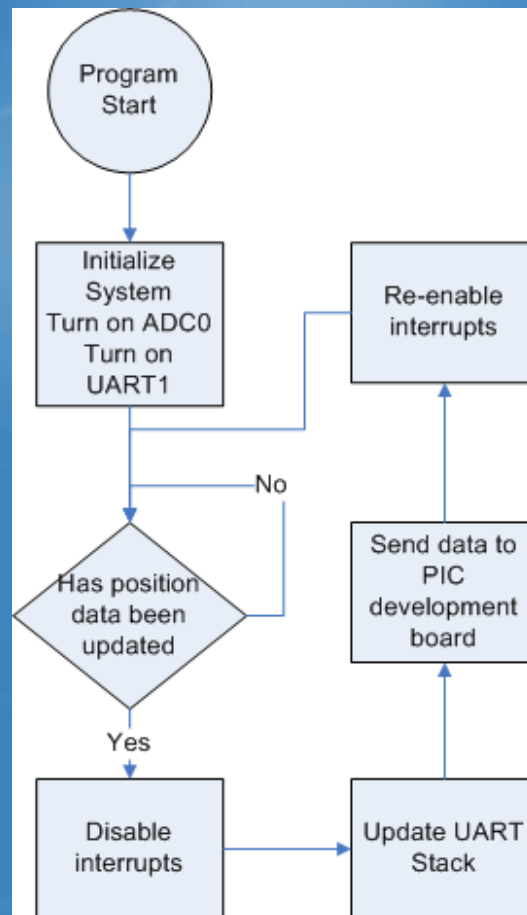 Program
Start
Initialize
System
Turn on ADC0
Turn on
UART1
Re-enable
interrupts
No
Has position
data been
updated
Send data to
PIC
development
board
Yes
Disable
interrupts
Update UART
Stack